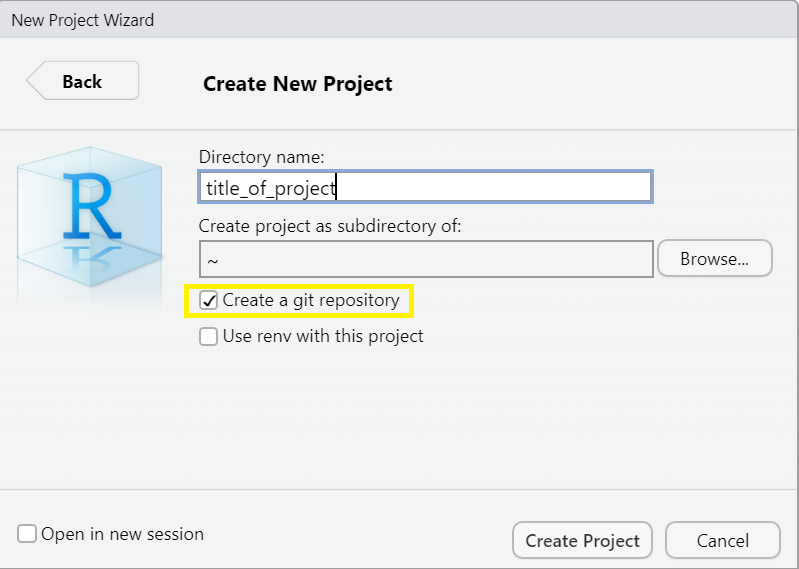 New Project Wizard
Back
Create New Project
R
Directory name:
title_of_project
Create project as subdirectory of:
~
Browse...
Create a git repository
Use renv with this project
Open in new session
Create Project
Cancel